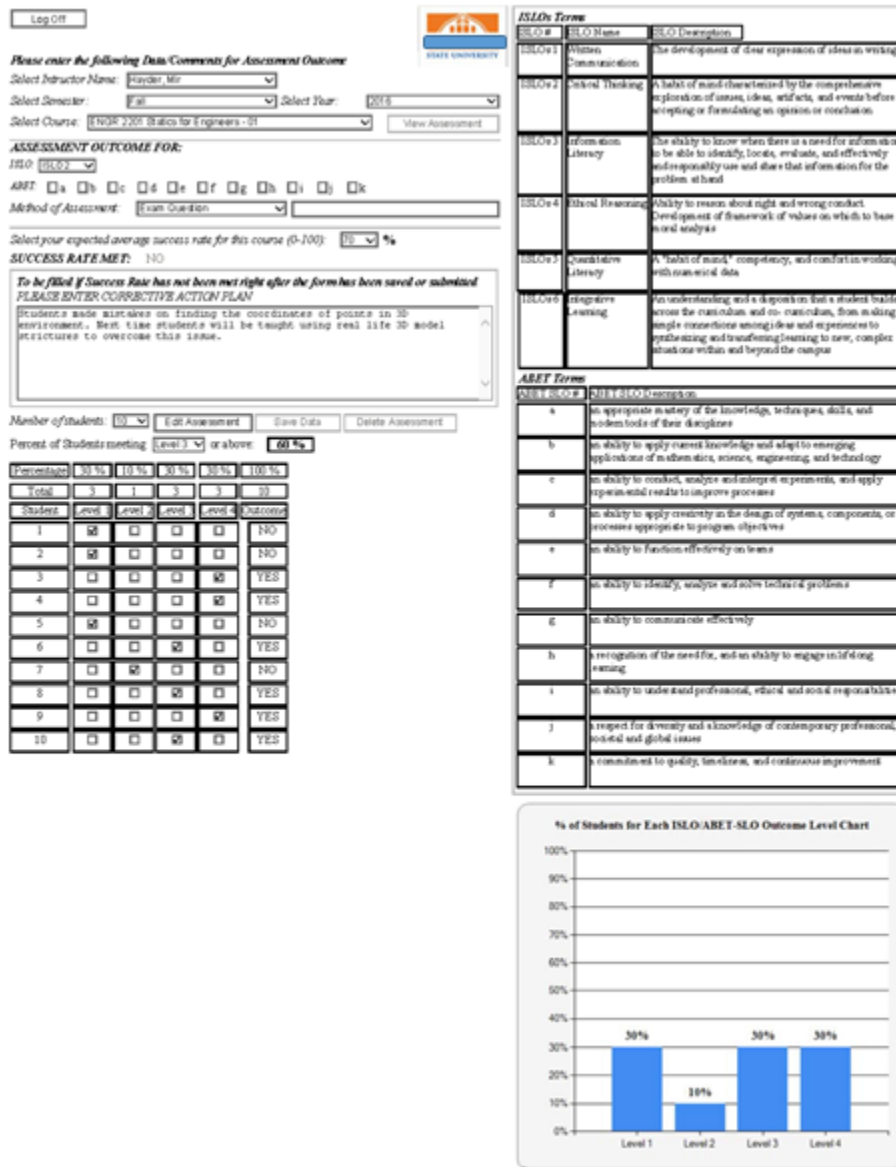 Log Off
STATE UNIVERSITY
Please enter the following Data/Comments for Assessment Outcome
Select Intructor Name: Hayder, Mir
Select Semester: Fall Select Year: 2016
Select Course: ENGR 2201 Statics for Engineers - 01 View Assessment
ASSESSMENT OUTCOME FOR:
ISLO: ISLO 2
ABET: a b c d e f g h i j k
Method of Assessment: Exam Question
Select your expected average success rate for this course (0-100): 70 %
SUCCESS RATE MET: NO
To be filled if Success Rate has not been met right after the form has been saved or submitted
PLEASE ENTER CORRECTIVE ACTION PLAN
Students made mistakes on finding the coordinates of points in 3D
environment. Next time students will be taught using real life 3D model
strictures to overcome this issue.
Number of students: 10 Edit Assessment Save Data Delete Assessment
Percent of Students meeting Level 3 or above: 60 %
Percentage 30 % 10 % 30 % 30 % 100 %
Total 3 1 3 3 10
Student Level 1 Level 2 Level 3 Level 4 Outcome
1 NO
2 NO
3 YES
4 YES
5 NO
6 YES
7 NO
8 YES
9 YES
10 YES
ISLOs Terms
ISLO # ISLO Name ISLO Description
ISLOs 1 Written Communication The development of clear expression of ideas in writing
ISLOs 2 Critical Thinking A habit of mind characterized by the comprehensive
exploration of issues, ideas, artifacts, and events before
accepting or formulating an opinion or conclusion
ISLOs 3 Information Literacy The ability to know when there is a need for information
to be able to identify, locate, evaluate, and effectively
and responsibly use and share that information for the
problem at hand
ISLOs 4 Ethical Reasoning Ability to reason about right and wrong conduct.
Development of framework of values on which to base
moral analysis
ISLOs 5 Quantitative Literacy A "habit of mind," competency, and comfort in working
with numerical data
ISLOs 6 Integrative Learning An understanding and a disposition that a student builds
across the curriculum and co- curriculum, from making
simple connections among ideas and experiences to
synthesizing and transferring learning to new, complex
situations within and beyond the campus
ABET Terms
ABET SLO # ABET SLO Description
a an appropriate mastery of the knowledge, techniques, skills, and
modern tools of their disciplines
b an ability to apply current knowledge and adapt to emerging
applications of mathematics, science, engineering, and technology
c an ability to conduct, analyze and interpret experiments, and apply
experimental results to improve processes
d an ability to apply creativity in the design of systems, components, or
processes appropriate to program objectives
e an ability to function effectively on teams
f an ability to identify, analyze and solve technical problems
g an ability to communicate effectively
h a recognition of the need for, and an ability to engage in lifelong
learning
i an ability to understand professional, ethical and social responsibilities
j a respect for diversity and a knowledge of contemporary professional,
societal and global issues
k a commitment to quality, timeliness, and continuous improvement
% of Students for Each ISLO/ABET-SLO Outcome Level Chart
100%
90%
80%
70%
60%
50%
40%
30%
20%
10%
0%
30% 10% 30% 30%
Level 1 Level 2 Level 3 Level 4